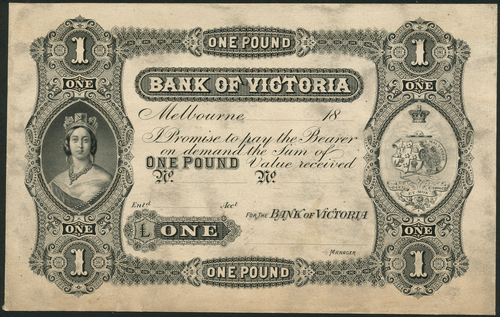 1 ONE POUND 1
ONE BANK OF VICTORIA ONE
Melbourne, 18
I Promise to pay the Bearer
on demand the Sum of
ONE POUND Value received
No. No.
Entd Acct FOR THE BANK OF VICTORIA
£ ONE
ONE ONE
MANAGER
1 ONE POUND 1